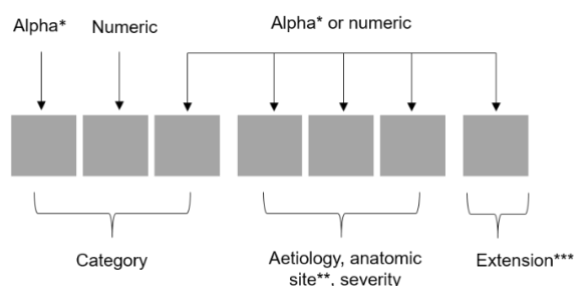 Alpha*
Numeric
Alpha* or numeric
Category
Aetiology, anatomic
site**, severity
Extension***